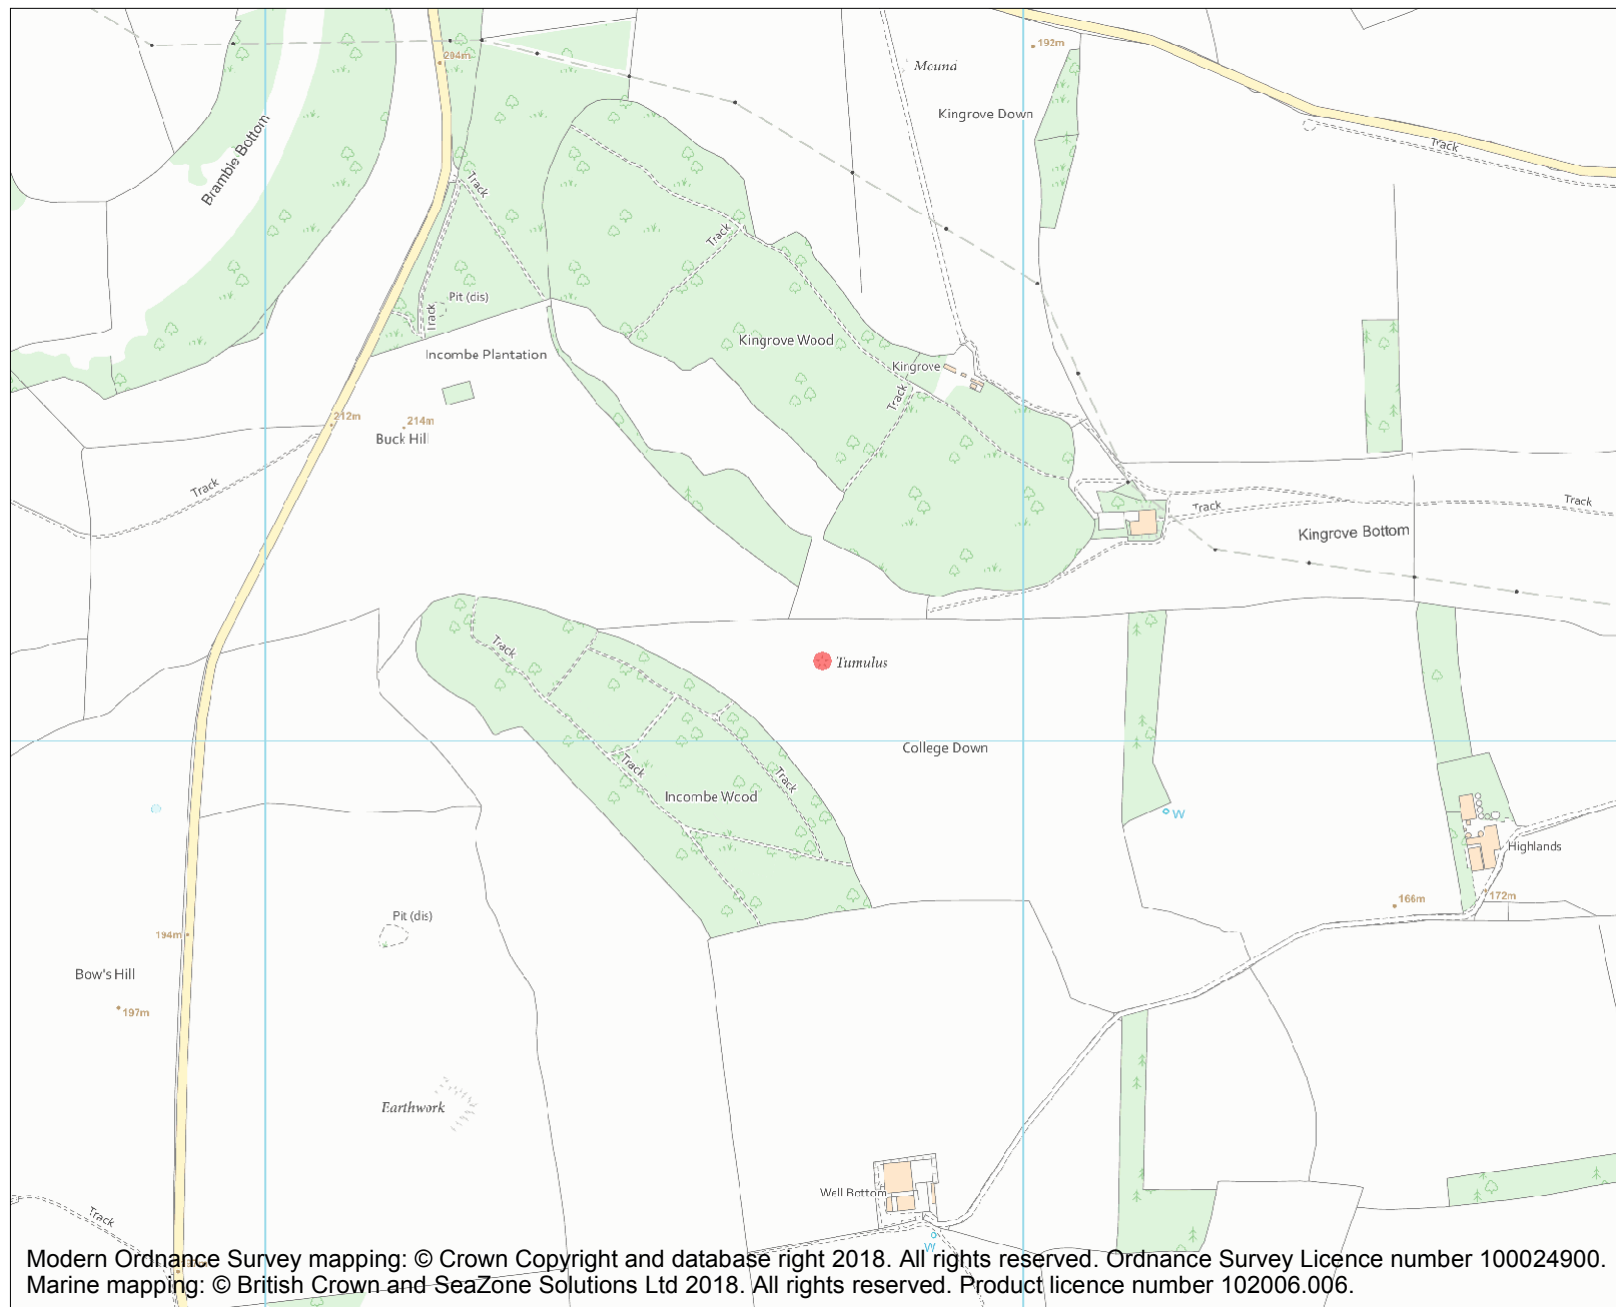 204m
192m
Mound
Kingrove Down
Track
Bramble Bottom
Track
Track
Pit (dis)
Track
Incombe Plantation
Kingrove Wood
Kingrove
Track
212m
214m
Buck Hill
Track
Track
Track
Kingrove Bottom
Tumulus
Track
College Down
Track
Track
Incombe Wood
W
Highlands
166m
172m
Pit (dis)
194m
Bow's Hill
197m
Earthwork
Well Bottom
Track
W
Modern Ordnance Survey mapping: © Crown Copyright and database right 2018. All rights reserved. Ordnance Survey Licence number 100024900.
Marine mapping: © British Crown and SeaZone Solutions Ltd 2018. All rights reserved. Product licence number 102006.006.